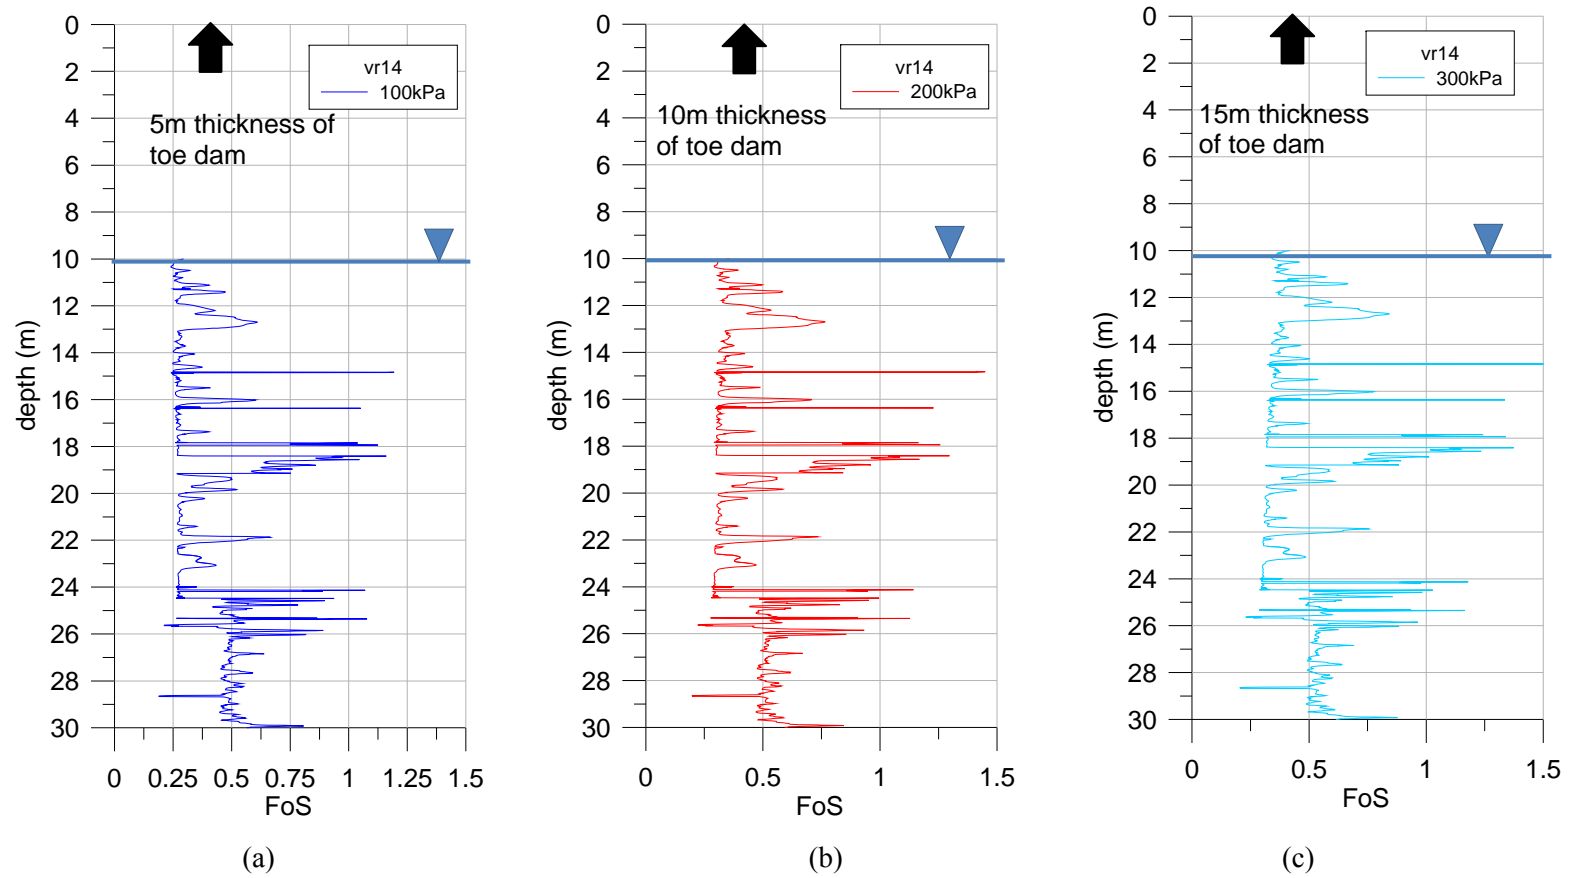 vr14
100kPa
5m thickness of
toe dam
0
2
4
6
8
10
12
14
16
18
20
22
24
26
28
30
depth (m)
0 0.25 0.5 0.75 1 1.25 1.5
FoS
(a)
vr14
200kPa
10m thickness
of toe dam
0
2
4
6
8
10
12
14
16
18
20
22
24
26
28
30
depth (m)
0 0.5 1 1.5
FoS
(b)
vr14
300kPa
15m thickness
of toe dam
0
2
4
6
8
10
12
14
16
18
20
22
24
26
28
30
depth (m)
0 0.5 1 1.5
FoS
(c)